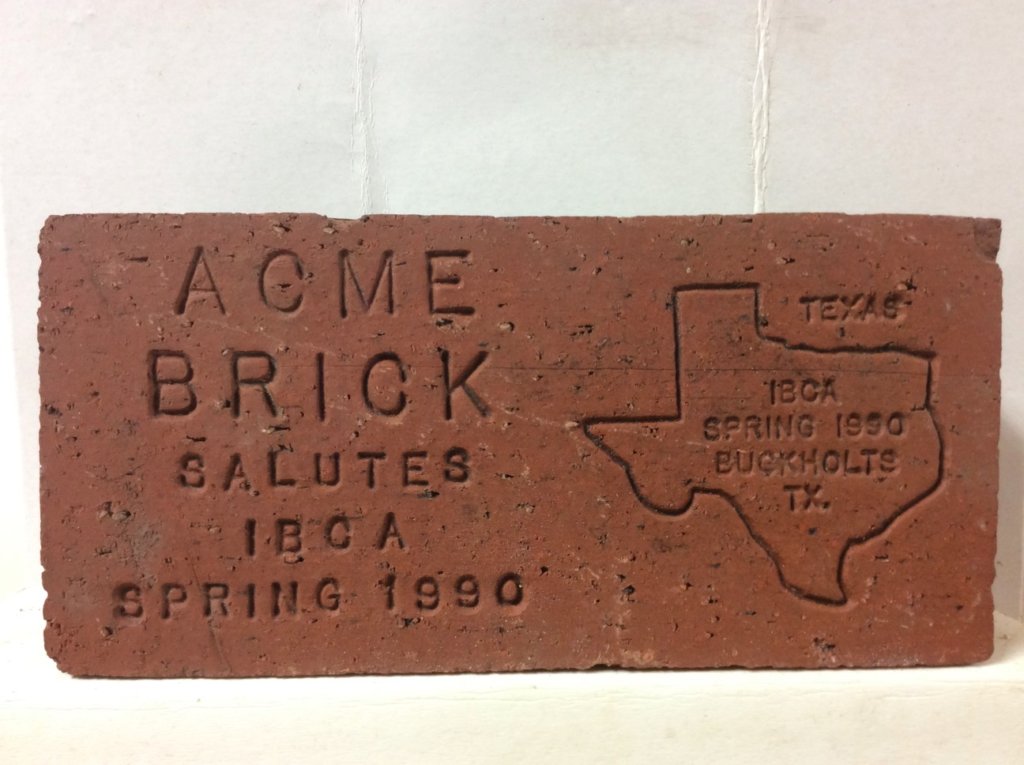 ACME
BRICK
SALUTES
IBCA
SPRING 1990
TEXAS
IBCA
SPRING 1990
BUCKHOLTS
TX.